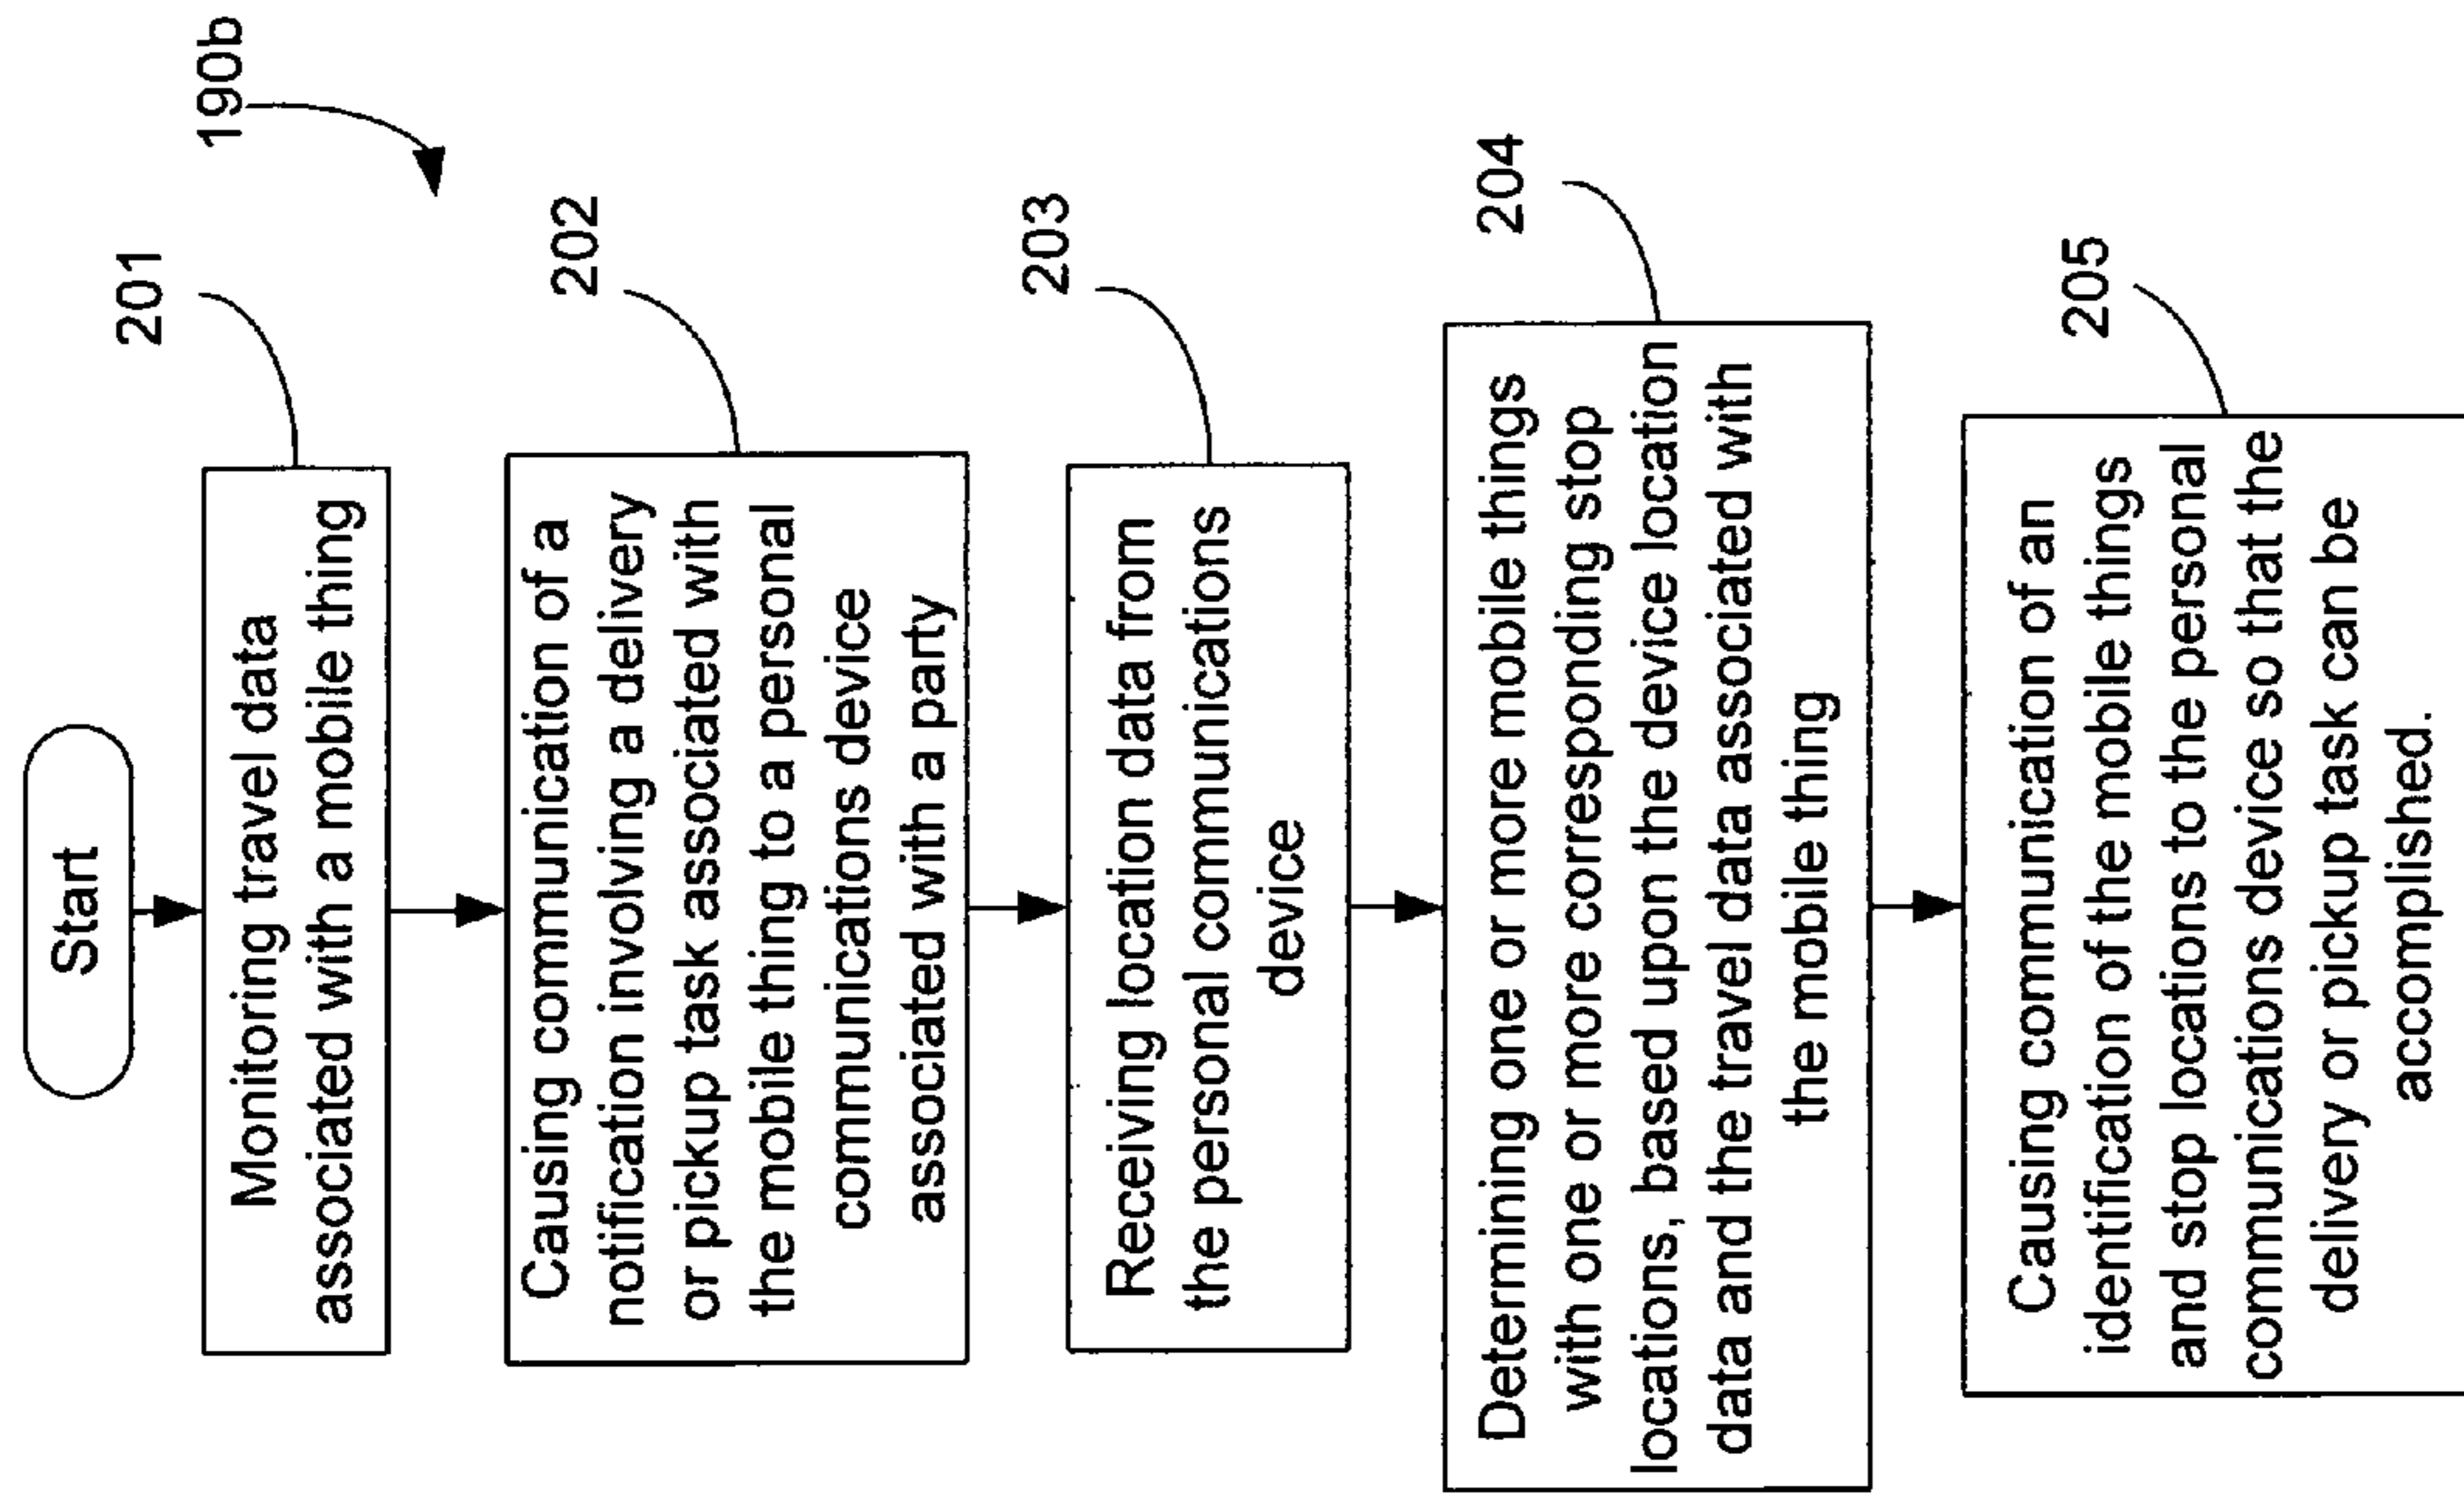 190b
Start
201
Monitoring travel data
associated with a mobile thing
202
Causing communication of a
notification involving a delivery
or pickup task associated with
the mobile thing to a personal
communications device
associated with a party
203
Receiving location data from
the personal communications
device
204
Determining one or more mobile things
with one or more corresponding stop
locations, based upon the device location
data and the travel data associated with
the mobile thing
205
Causing communication of an
identification of the mobile things
and stop locations to the personal
communications device so that the
delivery or pickup task can be
accomplished.